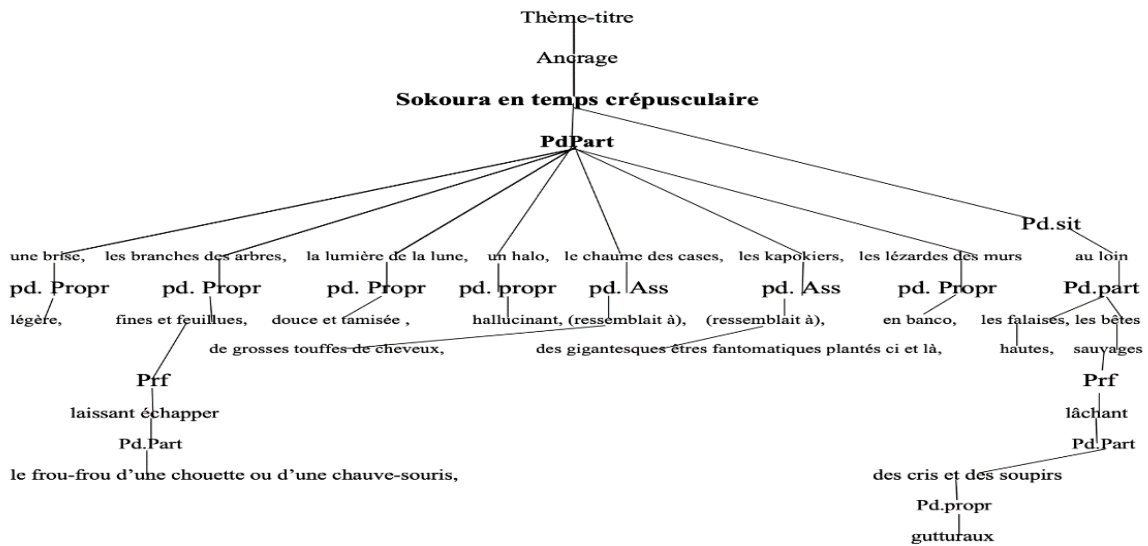 Thème-titre
Ancrage
Sokoura en temps crépusculaire
PdPart
Pd.sit
une brise, les branches des arbres, la lumière de la lune, un halo, le chaume des cases, les kapokiers, les lézardes des murs au loin
pd. Propr pd. Propr pd. Propr pd. propr pd. Ass pd. Ass pd. Propr Pd.part
légère, fines et feuillues, douce et tamisée , hallucinant, (ressemblait à), (ressemblait à), en banco, les falaises, les bêtes
de grosses touffes de cheveux, des gigantesques êtres fantomatiques plantés ci et là, hautes, sauvages
Prf Prf
laissant échapper lâchant
Pd.Part Pd.Part
le frou-frou d’une chouette ou d’une chauve-souris, des cris et des soupirs
Pd.propr
gutturaux